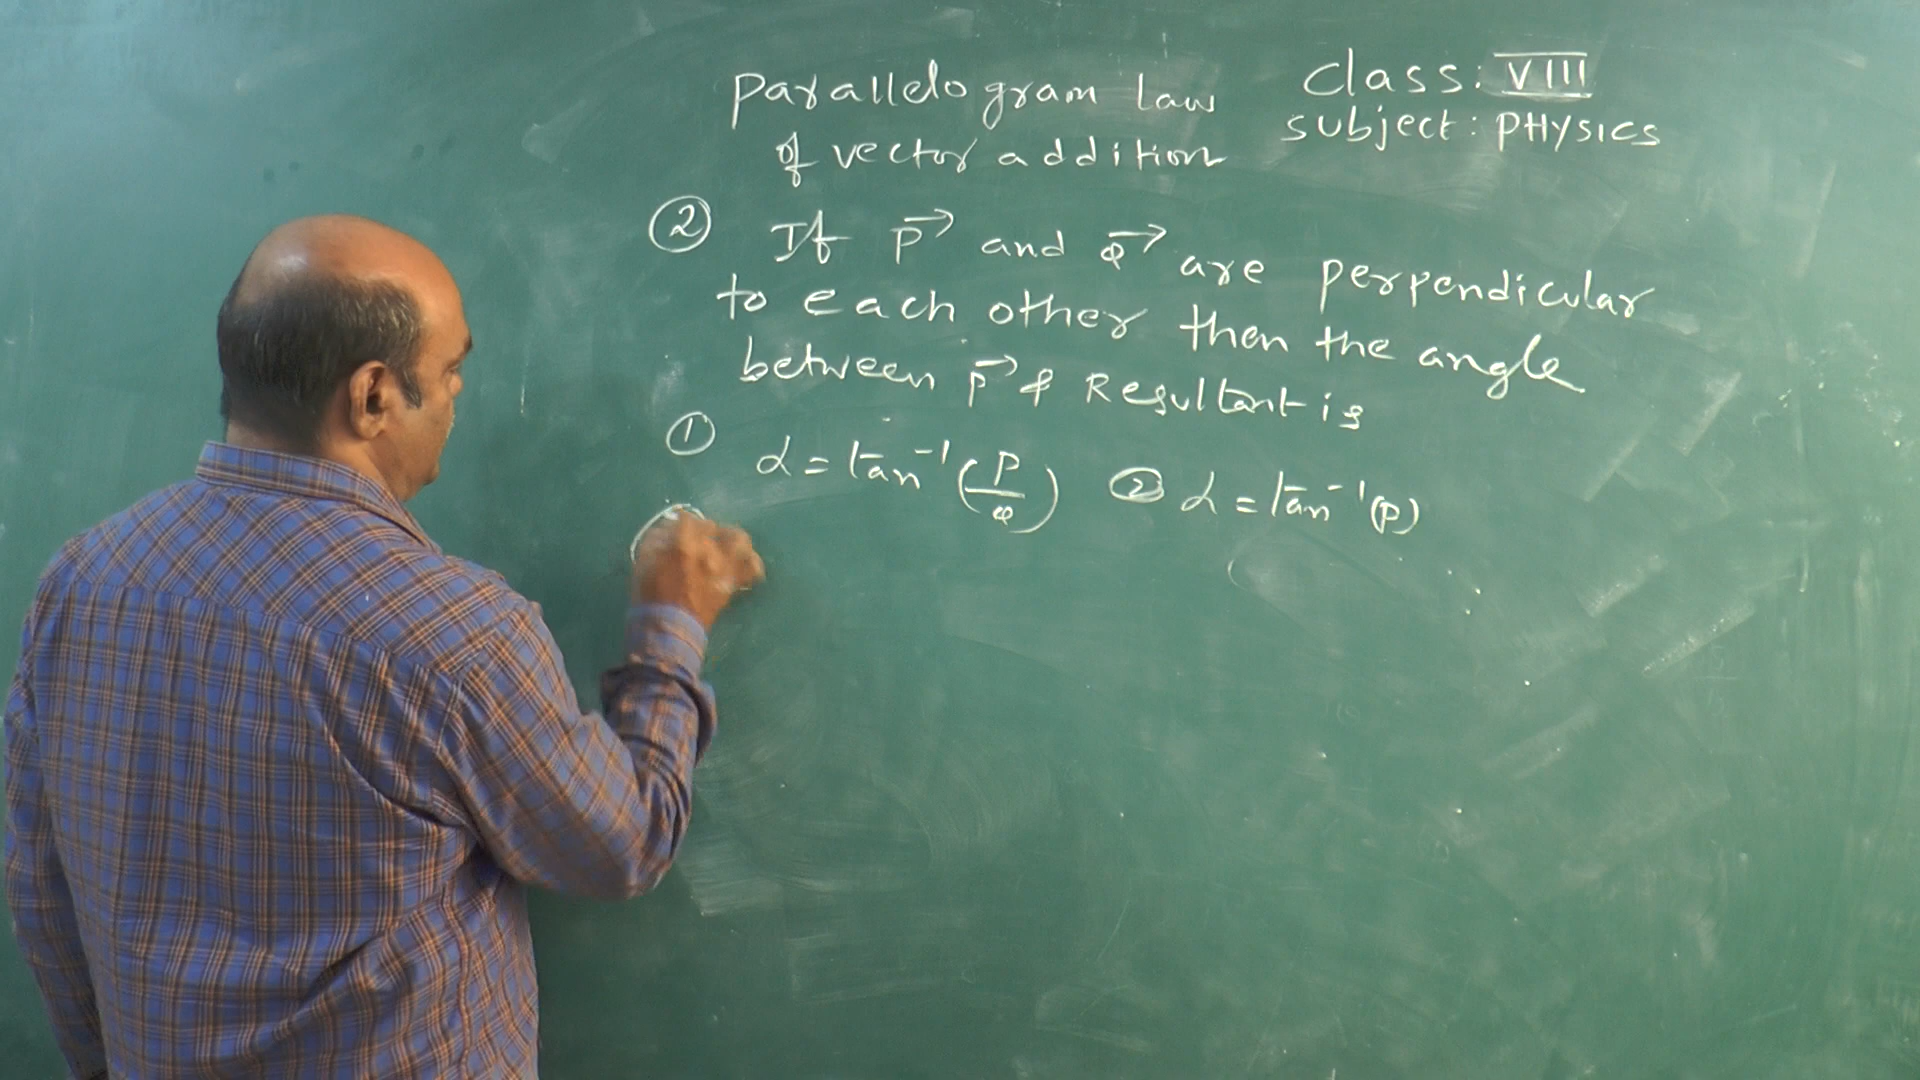 Parallelogram Law
of vector addition
Class: VIII
Subject: PHYSICS
② If P⃗ and Q⃗ are perpendicular
to each other then the angle
between P⃗ & Resultant is
① α = tan⁻¹(P/Q) ② α = tan⁻¹(P)